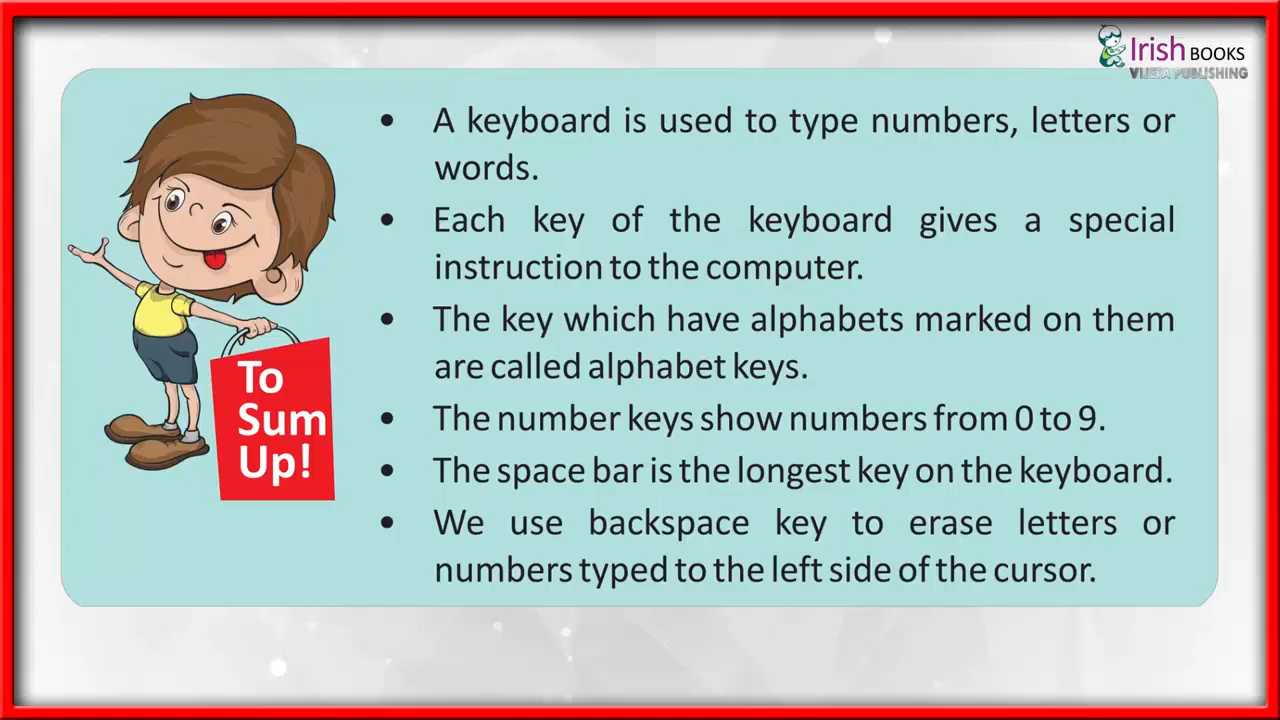 Irish BOOKS
VIJETA PUBLISHING
• A keyboard is used to type numbers, letters or
words.
• Each key of the keyboard gives a special
instruction to the computer.
• The key which have alphabets marked on them
are called alphabet keys.
• The number keys show numbers from 0 to 9.
• The space bar is the longest key on the keyboard.
• We use backspace key to erase letters or
numbers typed to the left side of the cursor.
To
Sum
Up!